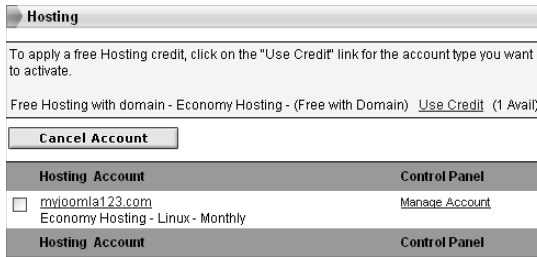 Hosting
To apply a free Hosting credit, click on the "Use Credit" link for the account type you want
to activate.
Free Hosting with domain - Economy Hosting - (Free with Domain) Use Credit (1 Avail)
Cancel Account
Hosting Account Control Panel
myjoomla123.com Manage Account
Economy Hosting - Linux - Monthly
Hosting Account Control Panel